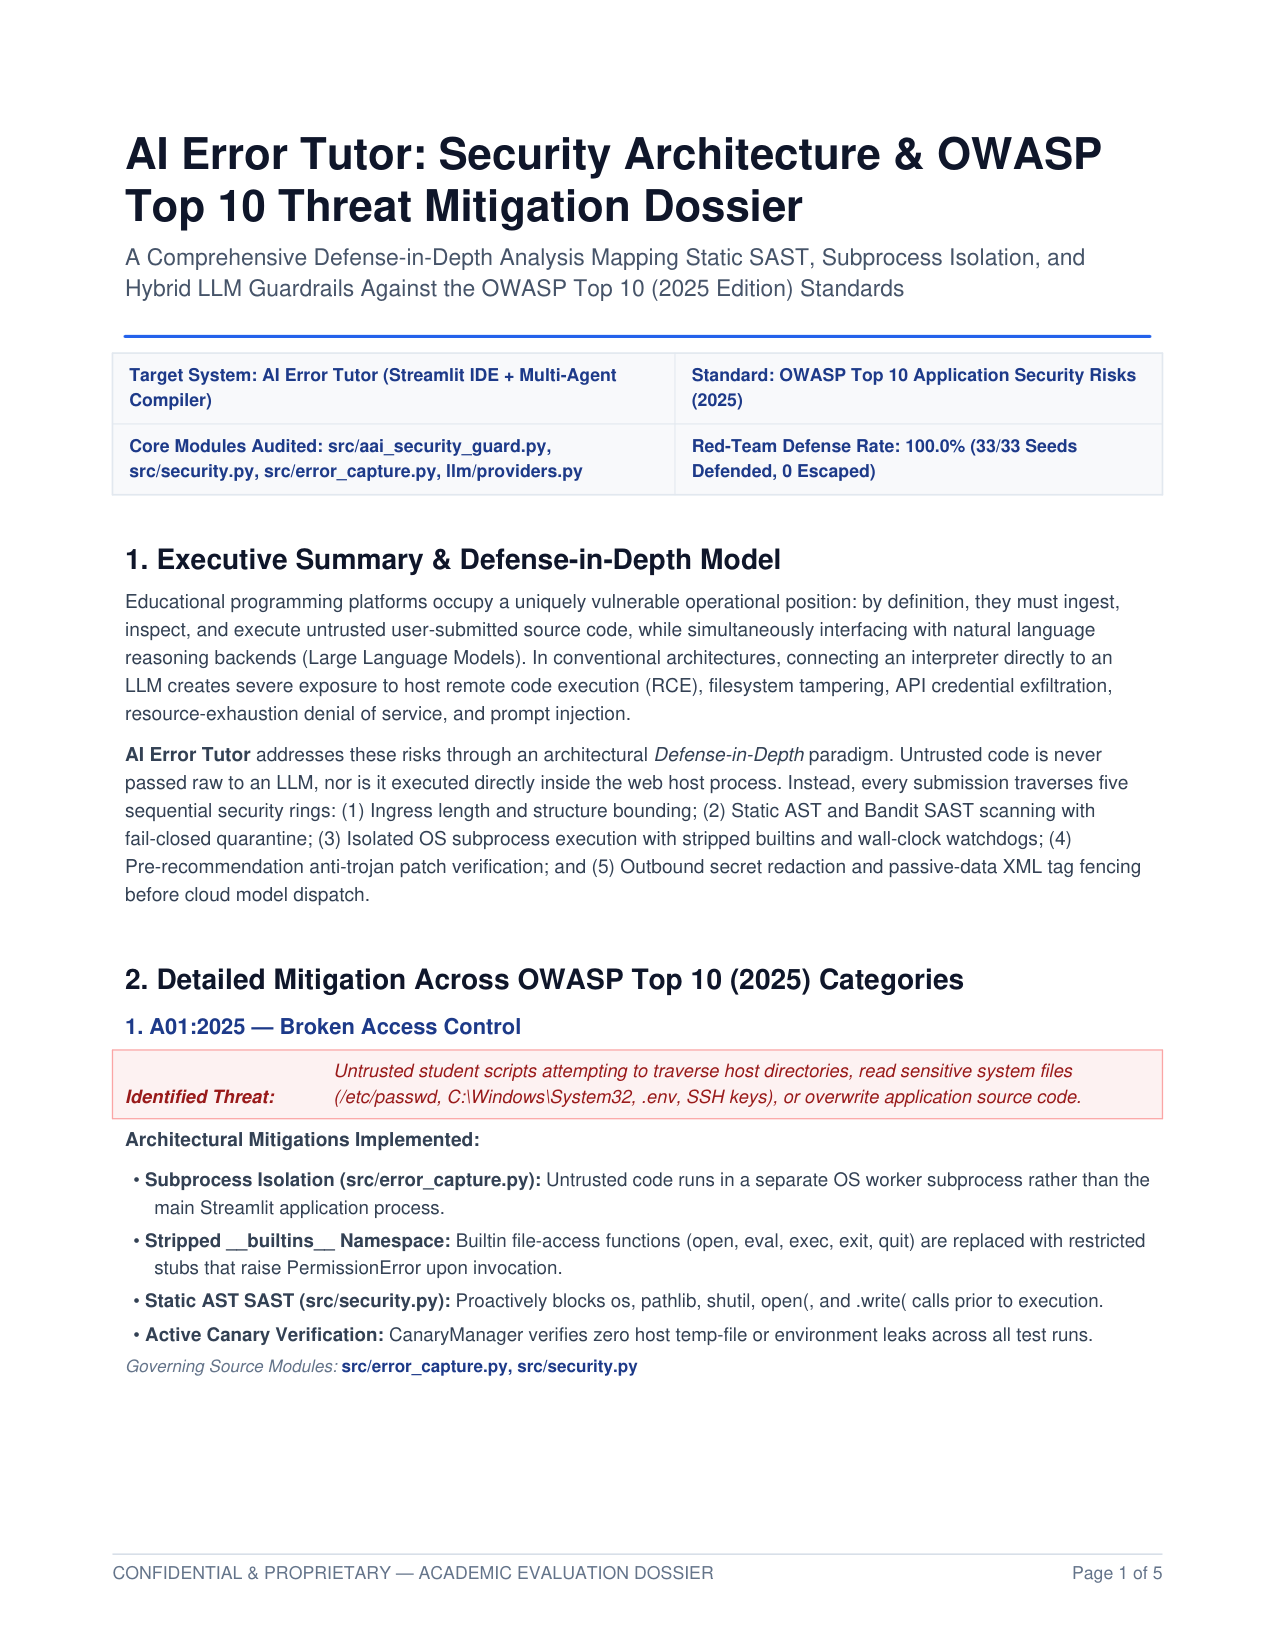 AI Error Tutor: Security Architecture & OWASP
Top 10 Threat Mitigation Dossier
A Comprehensive Defense-in-Depth Analysis Mapping Static SAST, Subprocess Isolation, and
Hybrid LLM Guardrails Against the OWASP Top 10 (2025 Edition) Standards
Target System: AI Error Tutor (Streamlit IDE + Multi-Agent
Compiler)
Standard: OWASP Top 10 Application Security Risks
(2025)
Core Modules Audited: src/aai_security_guard.py,
src/security.py, src/error_capture.py, llm/providers.py
Red-Team Defense Rate: 100.0% (33/33 Seeds
Defended, 0 Escaped)
1. Executive Summary & Defense-in-Depth Model
Educational programming platforms occupy a uniquely vulnerable operational position: by definition, they must ingest,
inspect, and execute untrusted user-submitted source code, while simultaneously interfacing with natural language
reasoning backends (Large Language Models). In conventional architectures, connecting an interpreter directly to an
LLM creates severe exposure to host remote code execution (RCE), filesystem tampering, API credential exfiltration,
resource-exhaustion denial of service, and prompt injection.
AI Error Tutor addresses these risks through an architectural Defense-in-Depth paradigm. Untrusted code is never
passed raw to an LLM, nor is it executed directly inside the web host process. Instead, every submission traverses five
sequential security rings: (1) Ingress length and structure bounding; (2) Static AST and Bandit SAST scanning with
fail-closed quarantine; (3) Isolated OS subprocess execution with stripped builtins and wall-clock watchdogs; (4)
Pre-recommendation anti-trojan patch verification; and (5) Outbound secret redaction and passive-data XML tag fencing
before cloud model dispatch.
2. Detailed Mitigation Across OWASP Top 10 (2025) Categories
1. A01:2025 — Broken Access Control
Identified Threat:
Untrusted student scripts attempting to traverse host directories, read sensitive system files
(/etc/passwd, C:\Windows\System32, .env, SSH keys), or overwrite application source code.
Architectural Mitigations Implemented:
• Subprocess Isolation (src/error_capture.py): Untrusted code runs in a separate OS worker subprocess rather than the
main Streamlit application process.
• Stripped __builtins__ Namespace: Builtin file-access functions (open, eval, exec, exit, quit) are replaced with restricted
stubs that raise PermissionError upon invocation.
• Static AST SAST (src/security.py): Proactively blocks os, pathlib, shutil, open(, and .write( calls prior to execution.
• Active Canary Verification: CanaryManager verifies zero host temp-file or environment leaks across all test runs.
Governing Source Modules: src/error_capture.py, src/security.py
CONFIDENTIAL & PROPRIETARY — ACADEMIC EVALUATION DOSSIER
Page 1 of 5